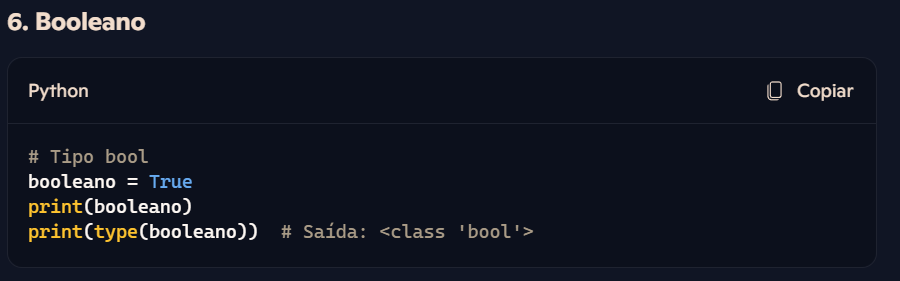 6. Booleano
Python
Copiar
# Tipo bool
booleano = True
print(booleano)
print(type(booleano))  # Saída: <class 'bool'>